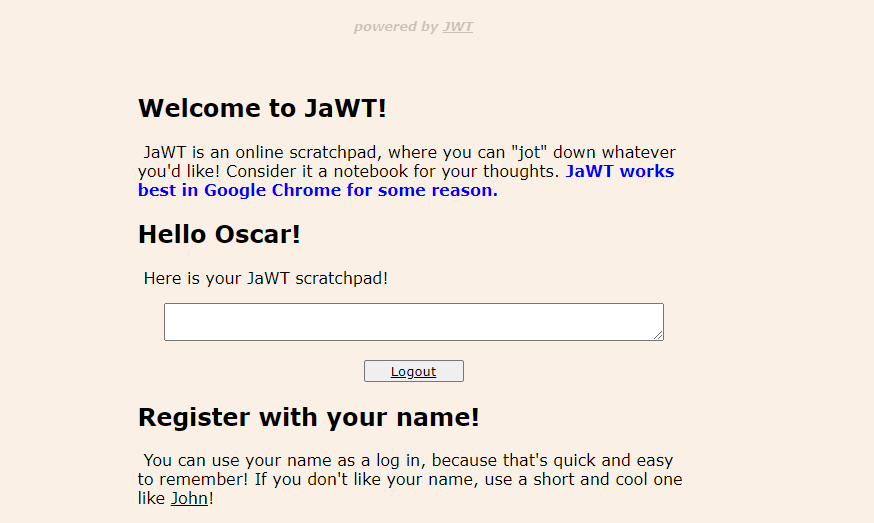 powered by JWT
Welcome to JaWT!
JaWT is an online scratchpad, where you can "jot" down whatever
you'd like! Consider it a notebook for your thoughts. JaWT works
best in Google Chrome for some reason.
Hello Oscar!
Here is your JaWT scratchpad!
Logout
Register with your name!
You can use your name as a log in, because that's quick and easy
to remember! If you don't like your name, use a short and cool one
like John!